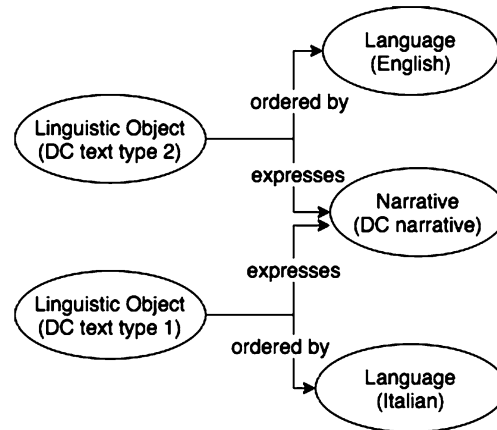 Language
(English)
ordered by
Linguistic Object
(DC text type 2)
expresses
Narrative
(DC narrative)
expresses
Linguistic Object
(DC text type 1)
ordered by
Language
(Italian)